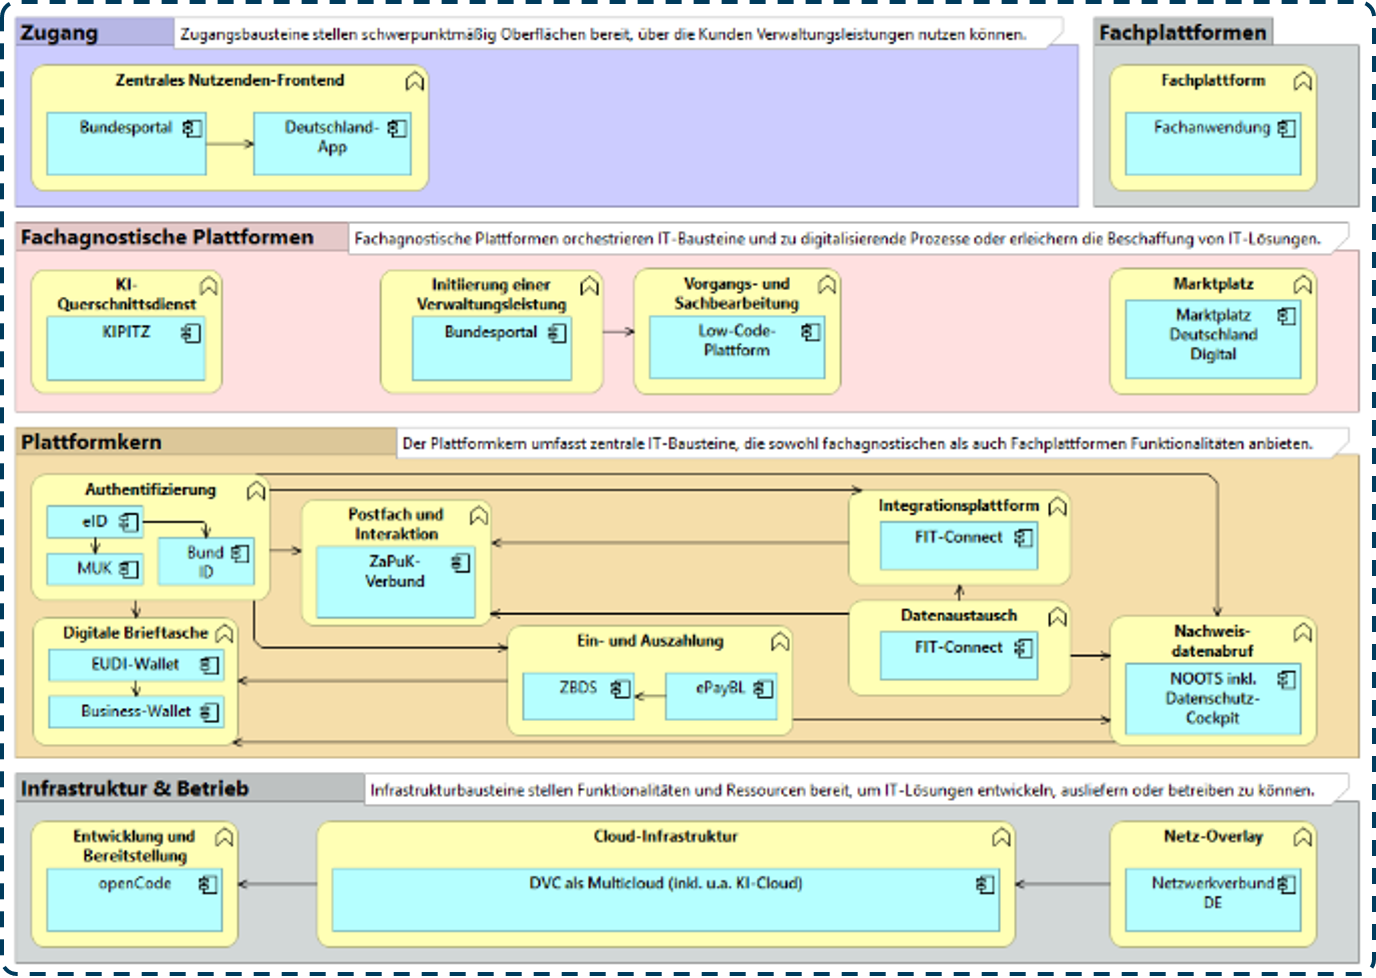 Zugang
Zugangsbausteine stellen schwerpunktmäßig Oberflächen bereit, über die Kunden Verwaltungsleistungen nutzen können.
Fachplattformen
Zentrales Nutzenden-Frontend
Bundesportal
Deutschland-
App
Fachplattform
Fachanwendung
Fachagnostische Plattformen
Fachagnostische Plattformen orchestrieren IT-Bausteine und zu digitalisierende Prozesse oder erleichern die Beschaffung von IT-Lösungen.
KI-
Querschnittsdienst
KIPITZ
Initiierung einer
Verwaltungsleistung
Bundesportal
Vorgangs- und
Sachbearbeitung
Low-Code-
Plattform
Marktplatz
Marktplatz
Deutschland
Digital
Plattformkern
Der Plattformkern umfasst zentrale IT-Bausteine, die sowohl fachagnostischen als auch Fachplattformen Funktionalitäten anbieten.
Authentifizierung
eID
MUK
Bund
ID
Postfach und
Interaktion
ZaPuK-
Verbund
Integrationsplattform
FIT-Connect
Datenaustausch
FIT-Connect
Digitale Brieftasche
EUDI-Wallet
Business-Wallet
Ein- und Auszahlung
ZBDS
ePayBL
Nachweis-
datenabruf
NOOTS inkl.
Datenschutz-
Cockpit
Infrastruktur & Betrieb
Infrastrukturbausteine stellen Funktionalitäten und Ressourcen bereit, um IT-Lösungen entwickeln, ausliefern oder betreiben zu können.
Entwicklung und
Bereitstellung
openCode
Cloud-Infrastruktur
DVC als Multicloud (inkl. u.a. KI-Cloud)
Netz-Overlay
Netzwerkverbund
DE